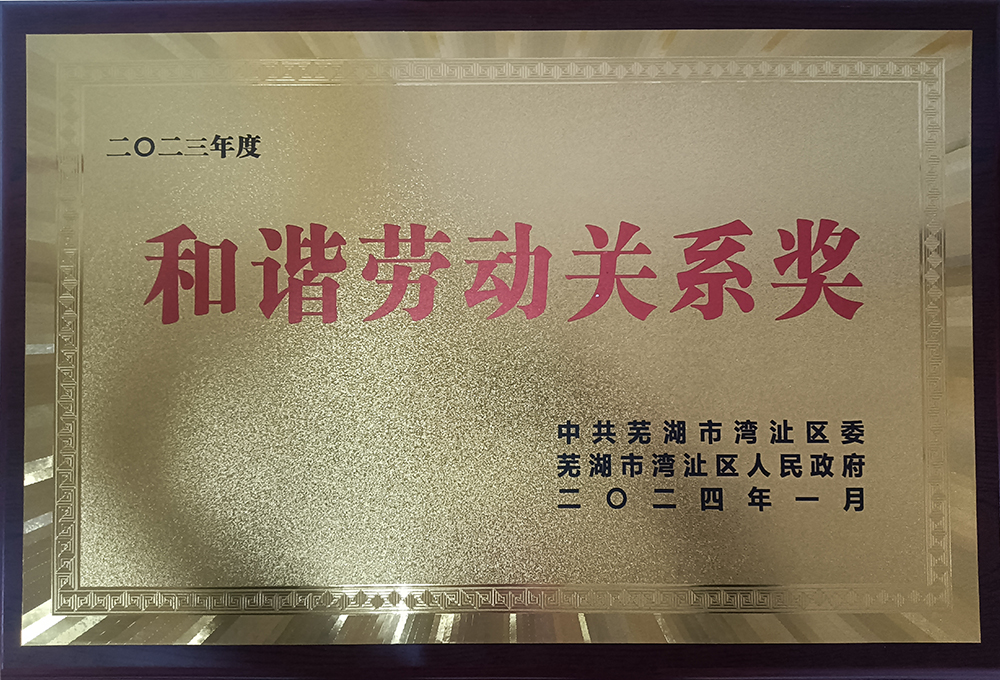 二〇二三年度
和谐劳动关系奖
中共芜湖市湾沚区委
芜湖市湾沚区人民政府
二〇二四年一月